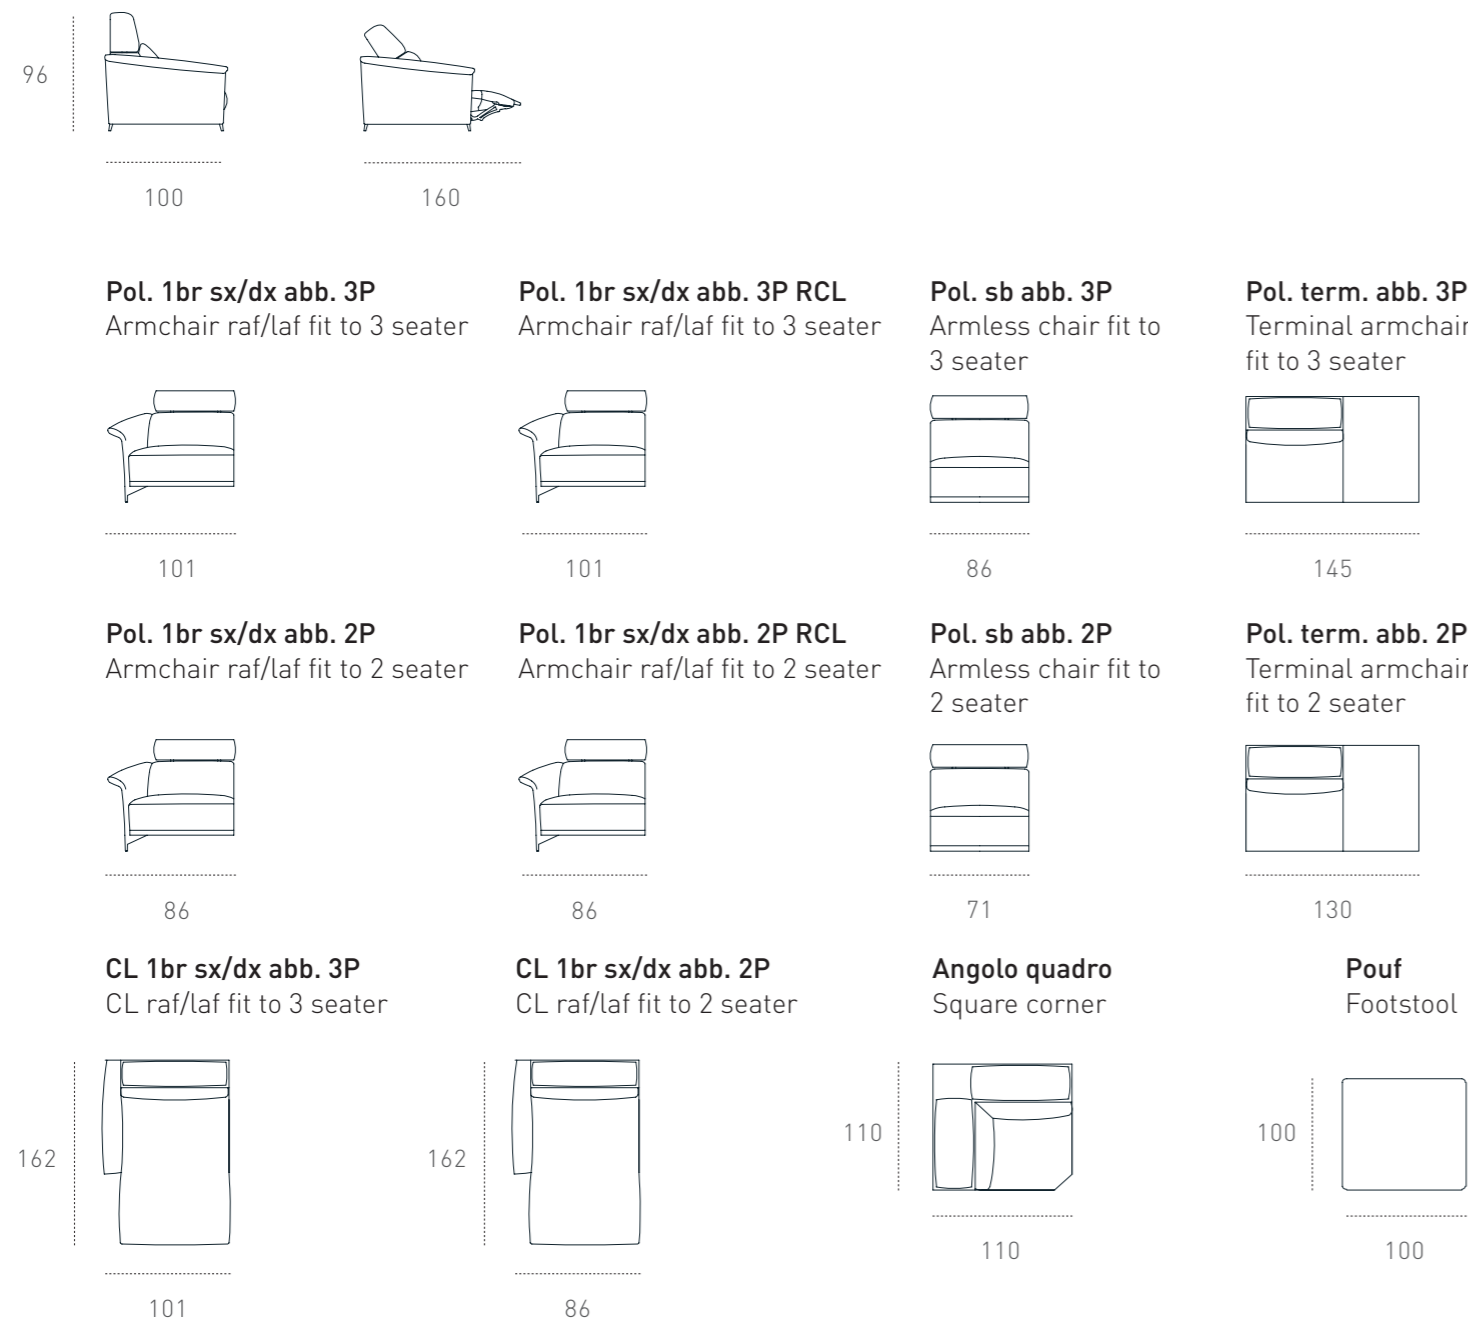 96
100
160
Pol. 1br sx/dx abb. 3P
Armchair raf/laf fit to 3 seater
101
Pol. 1br sx/dx abb. 3P RCL
Armchair raf/laf fit to 3 seater
101
Pol. sb abb. 3P
Armless chair fit to
3 seater
86
Pol. term. abb. 3P
Terminal armchair
fit to 3 seater
145
Pol. 1br sx/dx abb. 2P
Armchair raf/laf fit to 2 seater
86
Pol. 1br sx/dx abb. 2P RCL
Armchair raf/laf fit to 2 seater
86
Pol. sb abb. 2P
Armless chair fit to
2 seater
71
Pol. term. abb. 2P
Terminal armchair
fit to 2 seater
130
CL 1br sx/dx abb. 3P
CL raf/laf fit to 3 seater
162
101
CL 1br sx/dx abb. 2P
CL raf/laf fit to 2 seater
162
86
Angolo quadro
Square corner
110
110
Pouf
Footstool
100
100